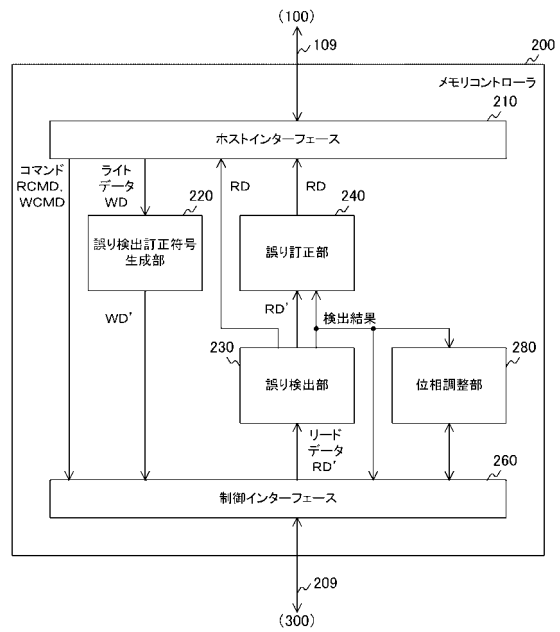 (100)
109
200
メモリコントローラ
210
ホストインターフェース
コマンド
RCMD、
WCMD
ライト
データ
WD
220
RD
RD
240
誤り検出訂正符号
生成部
誤り訂正部
WD'
RD'
検出結果
230
280
誤り検出部
位相調整部
リード
データ
RD'
260
制御インターフェース
209
(300)